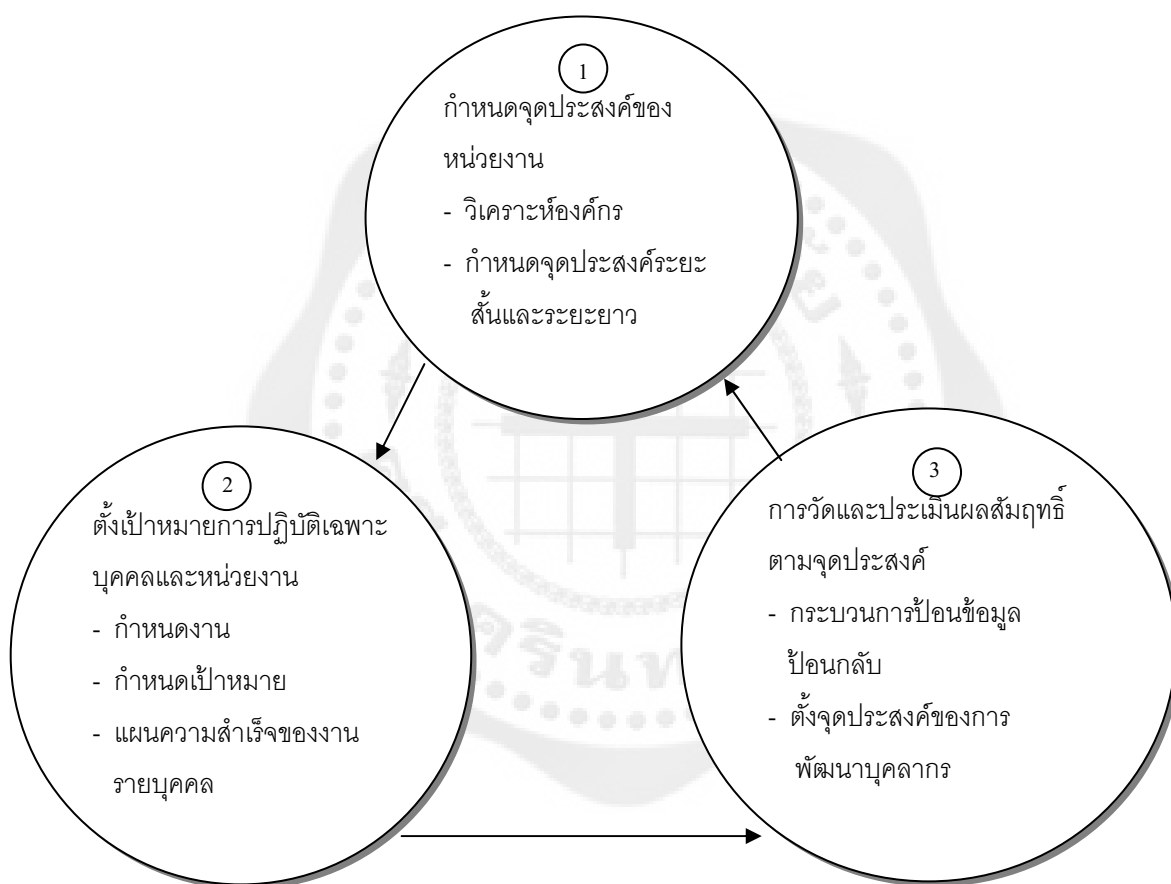 1
กำหนดจุดประสงค์ของ
หน่วยงาน
- วิเคราะห์องค์กร
- กำหนดจุดประสงค์ระยะ
สั้นและระยะยาว
2
ตั้งเป้าหมายการปฏิบัติเฉพาะ
บุคคลและหน่วยงาน
- กำหนดงาน
- กำหนดเป้าหมาย
- แผนความสำเร็จของงาน
รายบุคคล
3
การวัดและประเมินผลสัมฤทธิ์
ตามจุดประสงค์
- กระบวนการป้อนข้อมูล
ป้อนกลับ
- ตั้งจุดประสงค์ของการ
พัฒนาบุคลากร